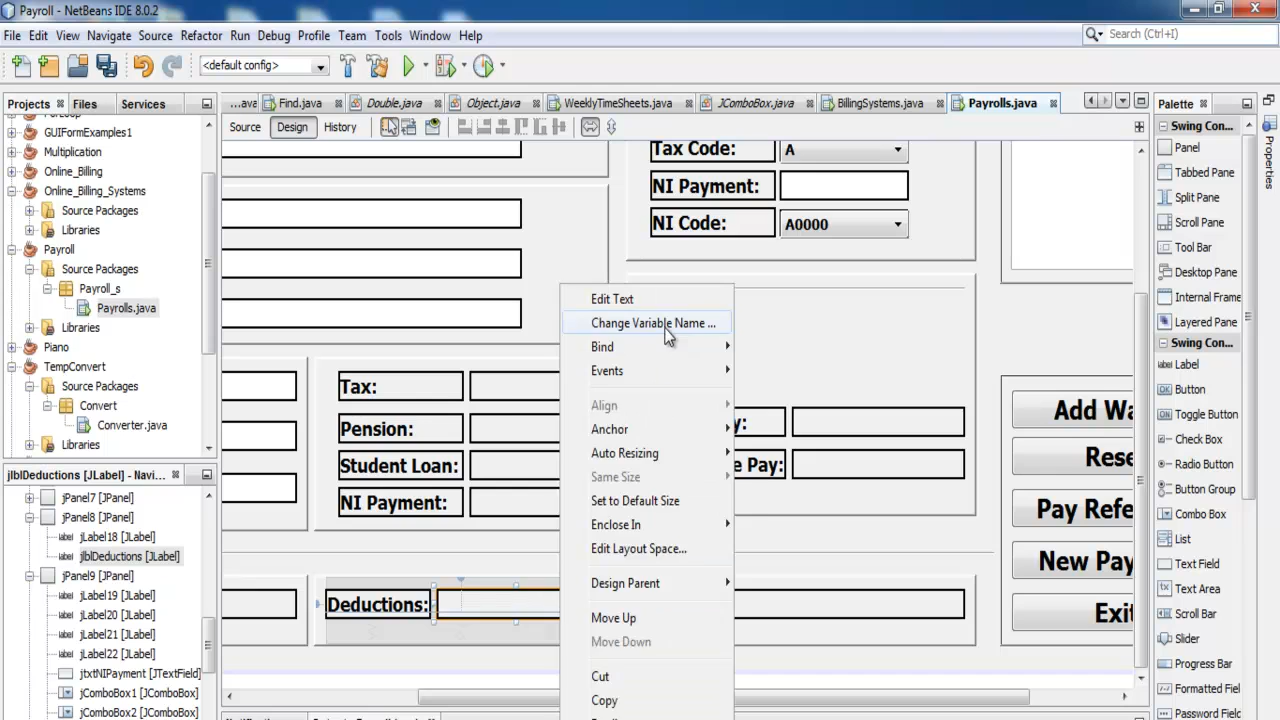 Payroll - NetBeans IDE 8.0.2
File Edit View Navigate Source Refactor Run Debug Profile Team Tools Window Help
Search (Ctrl+I)
<default config>
Projects Files Services
...ava Find.java Double.java Object.java WeeklyTimeSheets.java JComboBox.java BillingSystems.java Payrolls.java
Palette
Source Design History
GUIFormExamples1
Multiplication
Online_Billing
Online_Billing_Systems
Source Packages
Libraries
Payroll
Source Packages
Payroll_s
Payrolls.java
Libraries
Piano
TempConvert
Source Packages
Convert
Converter.java
Libraries
jlblDeductions [JLabel] - Navi...
jPanel7 [JPanel]
jPanel8 [JPanel]
jLabel18 [JLabel]
jlblDeductions [JLabel]
jPanel9 [JPanel]
jLabel19 [JLabel]
jLabel20 [JLabel]
jLabel21 [JLabel]
jLabel22 [JLabel]
jtxtNIPayment [JTextField]
jComboBox1 [JComboBox]
jComboBox2 [JComboBox]
Tax Code: A
NI Payment:
NI Code: A0000
Tax:
Pension:
Student Loan:
NI Payment:
Deductions:
y:
e Pay:
Edit Text
Change Variable Name ...
Bind
Events
Align
Anchor
Auto Resizing
Same Size
Set to Default Size
Enclose In
Edit Layout Space...
Design Parent
Move Up
Move Down
Cut
Copy
Add Wa
Rese
Pay Refe
New Pay
Exi
Swing Con...
Panel
Tabbed Pane
Split Pane
Scroll Pane
Tool Bar
Desktop Pane
Internal Frame
Layered Pane
Swing Con...
Label
Button
Toggle Button
Check Box
Radio Button
Button Group
Combo Box
List
Text Field
Text Area
Scroll Bar
Slider
Progress Bar
Formatted Fiel
Password Field
Properties